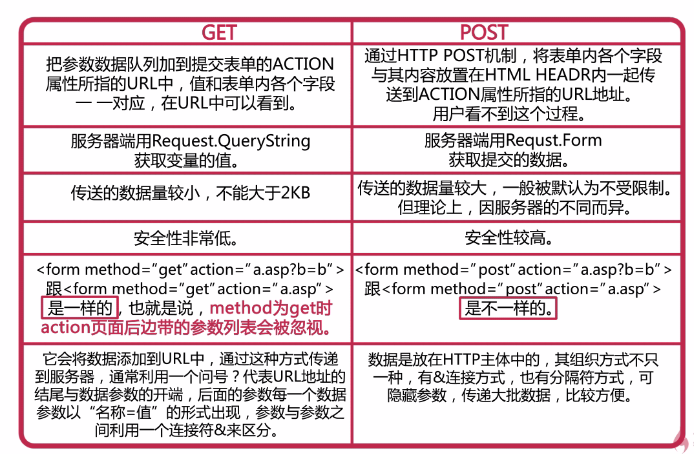 GET
POST
把参数数据队列加到提交表单的ACTION
属性所指的URL中，值和表单内各个字段
一 一对应，在URL中可以看到。
通过HTTP POST机制，将表单内各个字段
与其内容放置在HTML HEADR内一起传
送到ACTION属性所指的URL地址。
用户看不到这个过程。
服务器端用Request.QueryString
获取变量的值。
服务器端用Requst.Form
获取提交的数据。
传送的数据量较小，不能大于2KB
传送的数据量较大，一般被默认为不受限制。
但理论上，因服务器的不同而异。
安全性非常低。
安全性较高。
<form method="get"action="a.asp?b=b">
跟<form method="get"action="a.asp">
是一样的，也就是说，method为get时
action页面后边带的参数列表会被忽视。
<form method="post"action="a.asp?b=b">
跟<form method="post"action="a.asp">
是不一样的。
它会将数据添加到URL中，通过这种方式传递
到服务器，通常利用一个问号？代表URL地址的
结尾与数据参数的开端，后面的参数每一个数据
参数以“名称=值”的形式出现，参数与参数之
间利用一个连接符&来区分。
数据是放在HTTP主体中的，其组织方式不只
一种，有&连接方式，也有分隔符方式，可
隐藏参数，传递大批数据，比较方便。